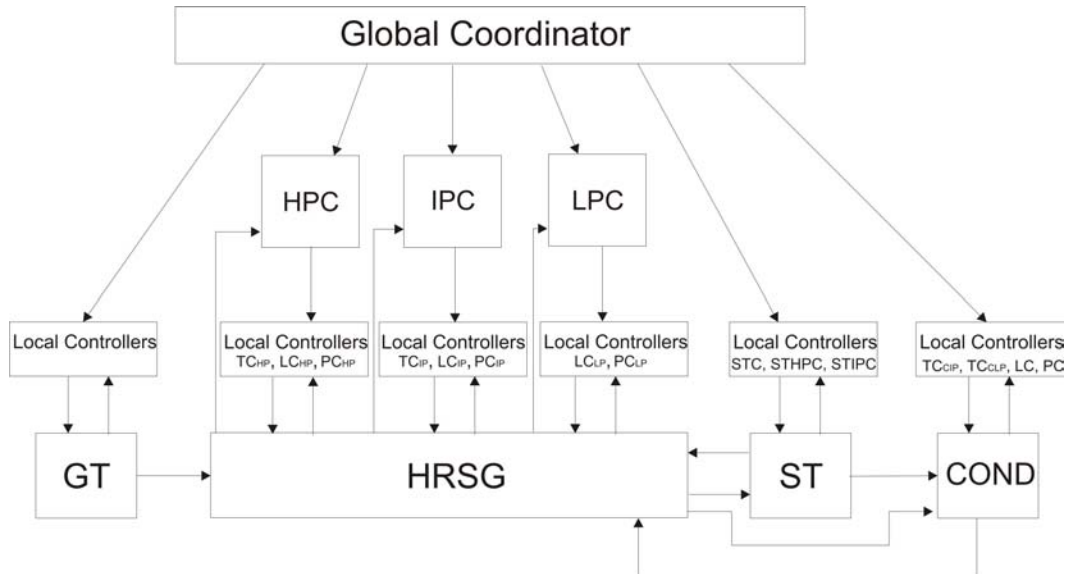 Global Coordinator
HPC
IPC
LPC
Local Controllers
Local Controllers
TCHP, LCHP, PCHP
Local Controllers
TCIP, LCIP, PCIP
Local Controllers
LCLP, PCLP
Local Controllers
STC, STHPC, STIPC
Local Controllers
TCCIP, TCCLP, LC, PC
GT
HRSG
ST
COND